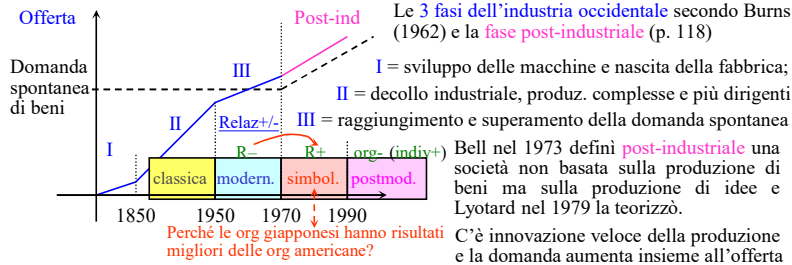 Offerta
Post-ind
Le 3 fasi dell’industria occidentale secondo Burns
(1962) e la fase post-industriale (p. 118)
Domanda
spontanea
di beni
III
II
I
Relaz+/-
R–
R+
org- (indiv+)
I = sviluppo delle macchine e nascita della fabbrica;
II = decollo industriale, produz. complesse e più dirigenti
III = raggiungimento e superamento della domanda spontanea
classica
modern.
simbol.
postmod.
1850
1950
1970
1990
Perché le org giapponesi hanno risultati
migliori delle org americane?
Bell nel 1973 definì post-industriale una
società non basata sulla produzione di
beni ma sulla produzione di idee e
Lyotard nel 1979 la teorizzò.
C’è innovazione veloce della produzione
e la domanda aumenta insieme all’offerta